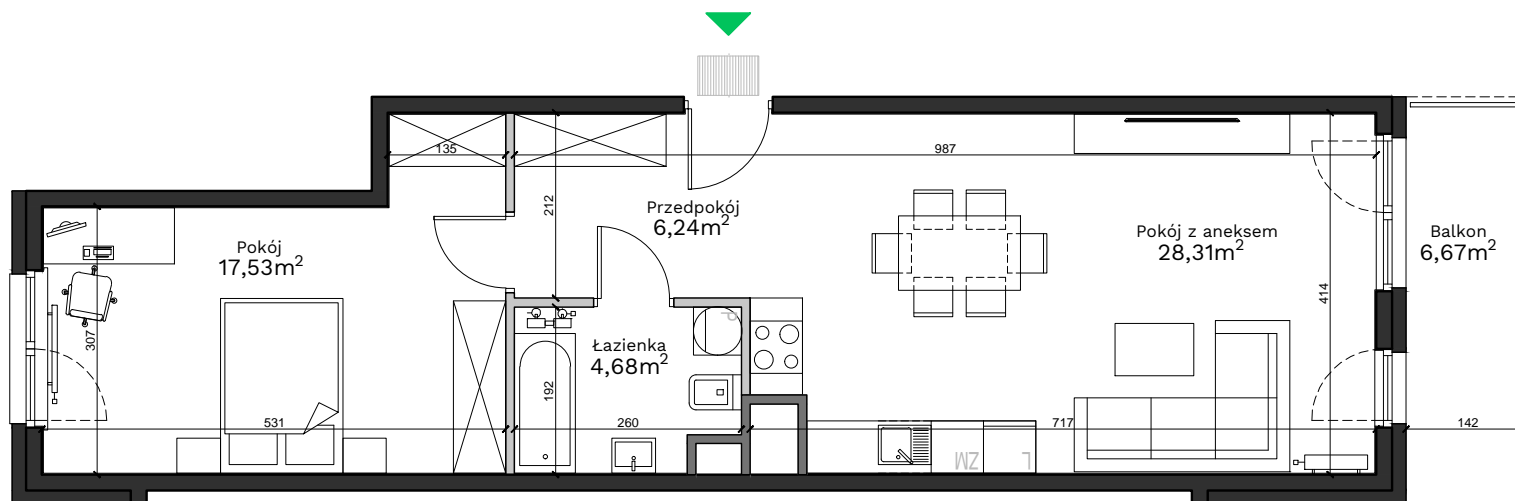 135
987
212
Przedpokój
6,24m²
Pokój
17,53m²
Pokój z aneksem
28,31m²
Balkon
6,67m²
414
307
P
Łazienka
4,68m²
192
531
260
717
142
ZM
L